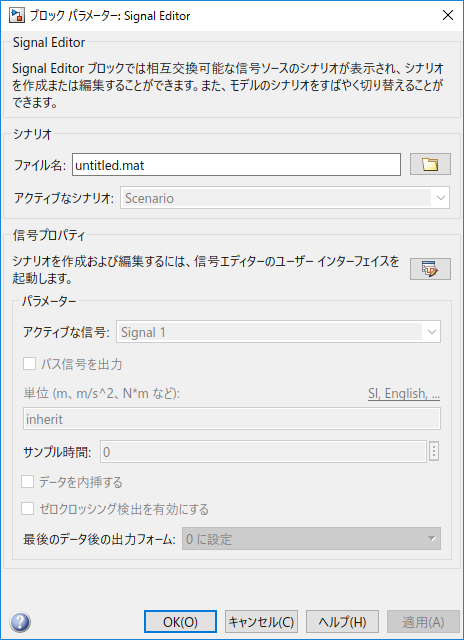 ブロック パラメーター: Signal Editor
Signal Editor
Signal Editor ブロックでは相互交換可能な信号ソースのシナリオが表示され、シナリオ
を作成または編集することができます。また、モデルのシナリオをすばやく切り替えることが
できます。
シナリオ
ファイル名: untitled.mat
アクティブなシナリオ: Scenario
信号プロパティ
シナリオを作成および編集するには、信号エディターのユーザー インターフェイスを
起動します。
パラメーター
アクティブな信号: Signal 1
バス信号を出力
単位 (m、m/s^2、N*m など): SI, English, ...
inherit
サンプル時間: 0
データを内挿する
ゼロクロッシング検出を有効にする
最後のデータ後の出力フォーム: 0 に設定
OK(O) キャンセル(C) ヘルプ(H) 適用(A)